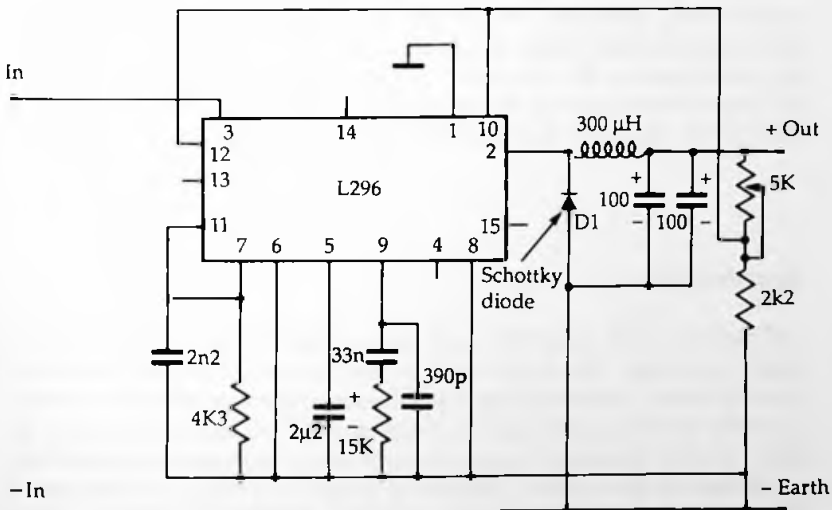 In
3
14
1
10
300 µH
+ Out
12
2
13
L296
+
+
5K
100
100
11
15
D1
−
−
7
6
5
9
4
8
Schottky
diode
2k2
2n2
33n
390p
4K3
+
2µ2
−
15K
−In
− Earth